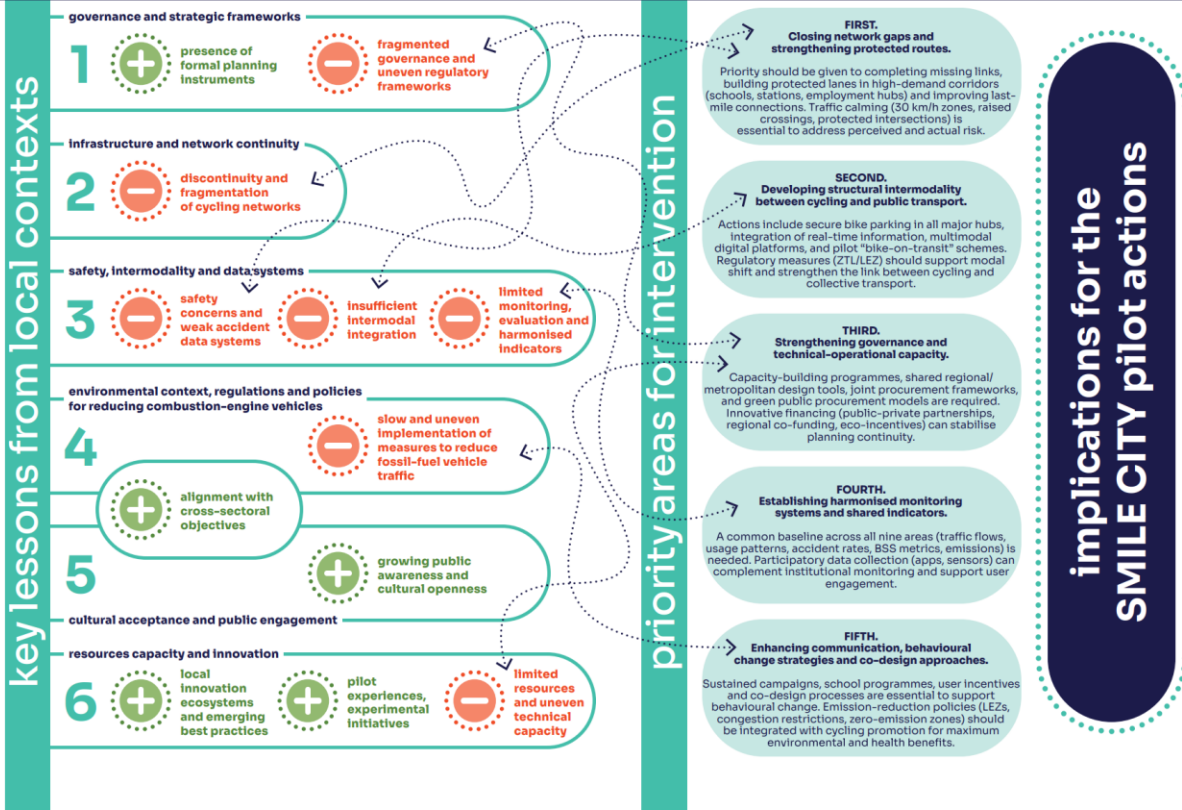 key lessons from local contexts
governance and strategic frameworks
1
presence of
formal planning
instruments
fragmented
governance and
uneven regulatory
frameworks
infrastructure and network continuity
2
discontinuity and
fragmentation
of cycling networks
safety, intermodality and data systems
3
safety
concerns and
weak accident
data systems
insufficient
intermodal
integration
limited
monitoring,
evaluation and
harmonised
indicators
environmental context, regulations and policies
for reducing combustion-engine vehicles
4
slow and uneven
implementation of
measures to reduce
fossil-fuel vehicle
traffic
alignment with
cross-sectoral
objectives
5
growing public
awareness and
cultural openness
cultural acceptance and public engagement
resources capacity and innovation
6
local
innovation
ecosystems
and emerging
best practices
pilot
experiences,
experimental
initiatives
limited
resources
and uneven
technical
capacity
priority areas for intervention
FIRST.
Closing network gaps and
strengthening protected routes.
Priority should be given to completing missing links,
building protected lanes in high-demand corridors
(schools, stations, employment hubs) and improving last-
mile connections. Traffic calming (30 km/h zones, raised
crossings, protected intersections) is
essential to address perceived and actual risk.
SECOND.
Developing structural intermodality
between cycling and public transport.
Actions include secure bike parking in all major hubs,
integration of real-time information, multimodal
digital platforms, and pilot "bike-on-transit" schemes.
Regulatory measures (ZTL/LEZ) should support modal
shift and strengthen the link between cycling and
collective transport.
THIRD.
Strengthening governance and
technical-operational capacity.
Capacity-building programmes, shared regional/
metropolitan design tools, joint procurement frameworks,
and green public procurement models are required.
Innovative financing (public-private partnerships,
regional co-funding, eco-incentives) can stabilise
planning continuity.
FOURTH.
Establishing harmonised monitoring
systems and shared indicators.
A common baseline across all nine areas (traffic flows,
usage patterns, accident rates, BSS metrics, emissions) is
needed. Participatory data collection (apps, sensors) can
complement institutional monitoring and support user
engagement.
FIFTH.
Enhancing communication, behavioural
change strategies and co-design approaches.
Sustained campaigns, school programmes, user incentives
and co-design processes are essential to support
behavioural change. Emission-reduction policies (LEZs,
congestion restrictions, zero-emission zones) should
be integrated with cycling promotion for maximum
environmental and health benefits.
implications for the
SMILE CITY pilot actions